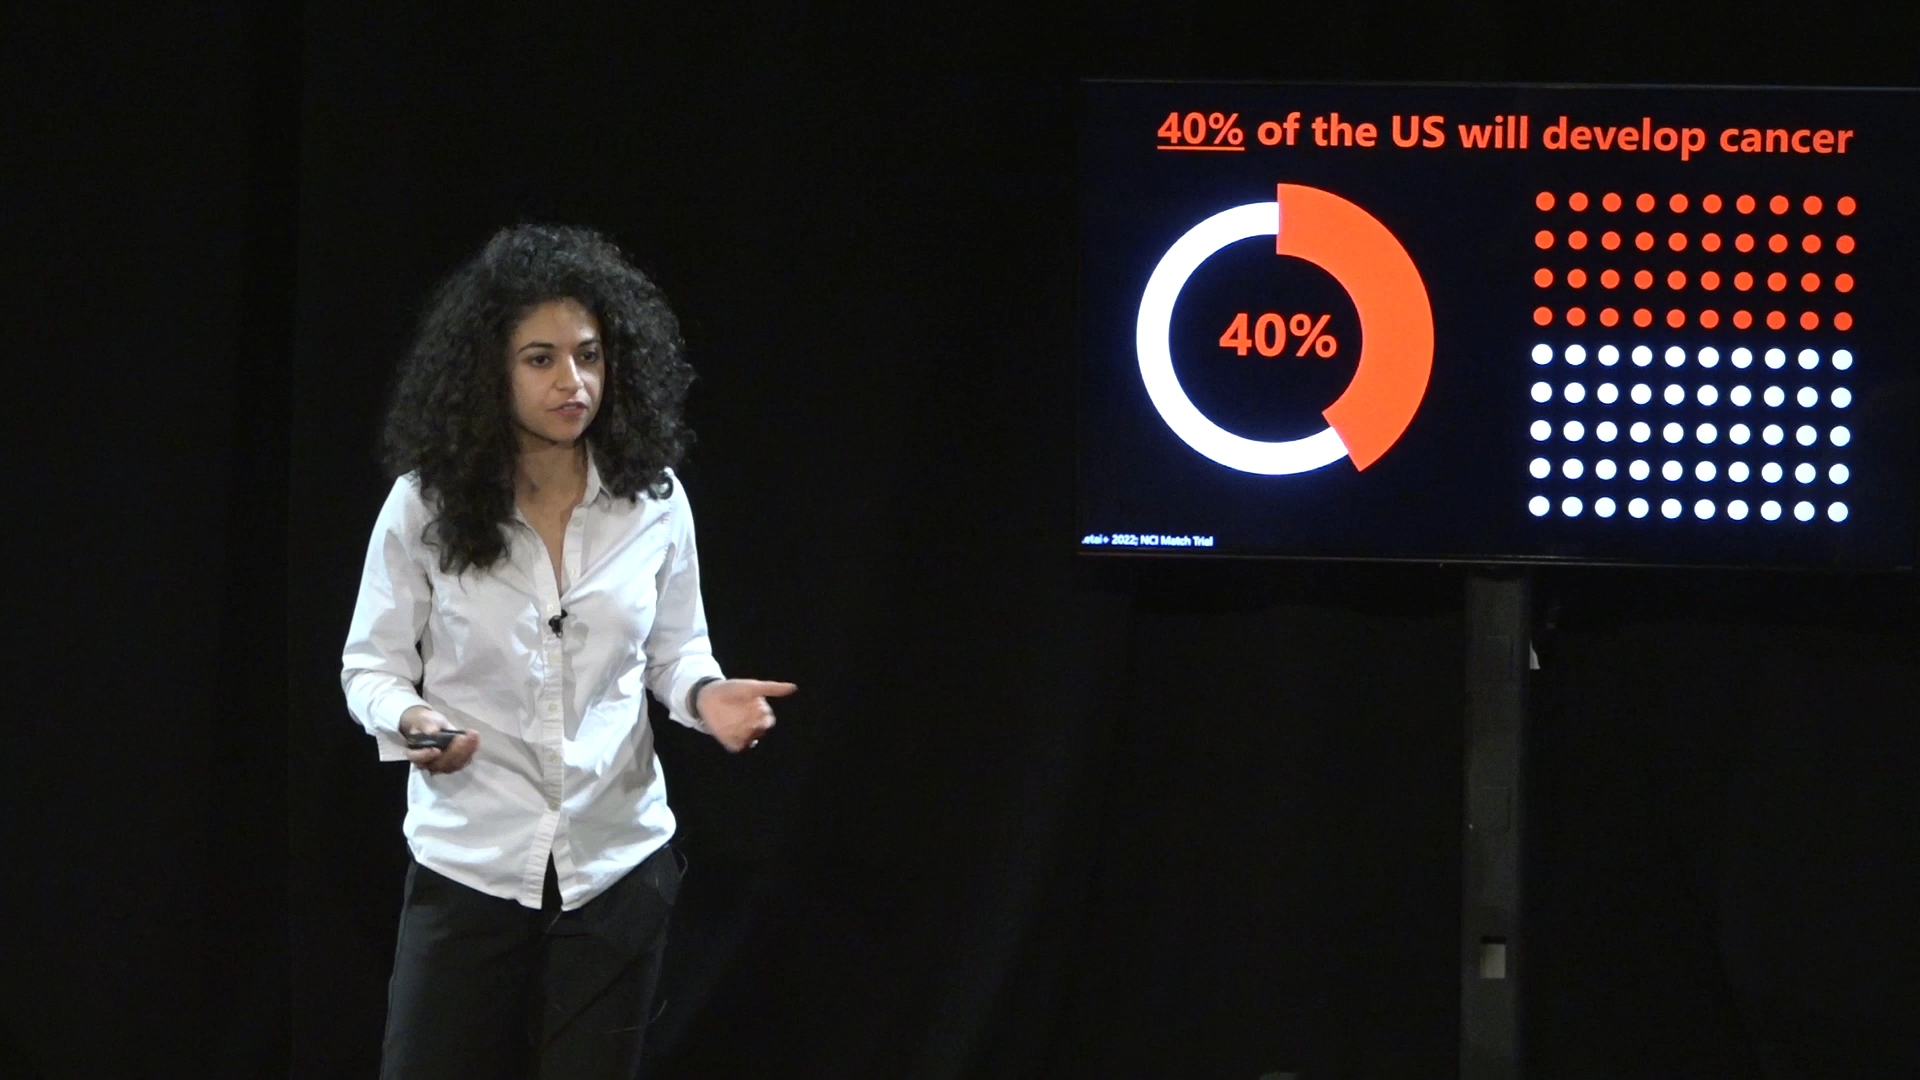 40% of the US will develop cancer
40%
2022; NCI Match Trial